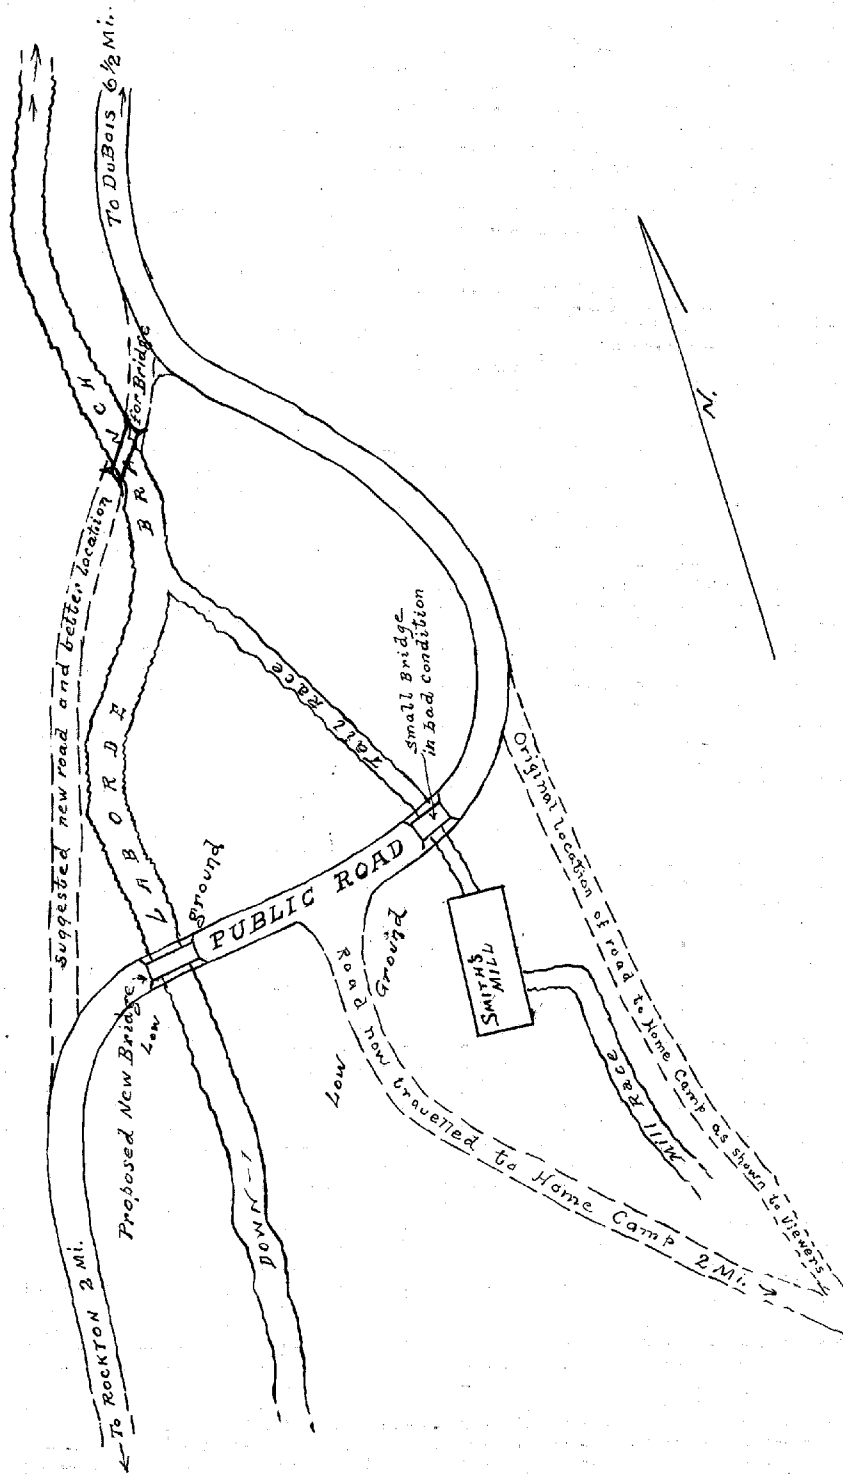 To DuBois 6½ Mi.
LABORDE BRANCH
Suggested new road and better location
for Bridge
N.
Tail Race
Small Bridge
in bad Condition
PUBLIC ROAD
Low ground
Proposed New Bridge
SMITH'S
MILL
Mill Race
Low Ground
Road now travelled to Home Camp 2 Mi.
Original location of road to Home Camp as shown to Viewers
DOWN
To ROCKTON 2 Mi.